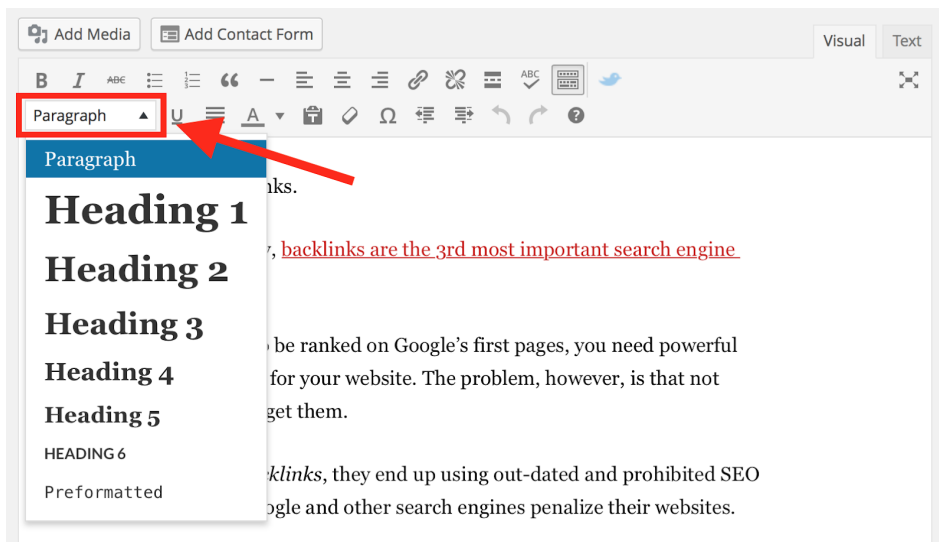 Add Media Add Contact Form
Visual Text
B I ABC ABC
Paragraph U A Ω
Paragraph
Heading 1
Heading 2
Heading 3
Heading 4
Heading 5
HEADING 6
Preformatted
nks.
, backlinks are the 3rd most important search engine
be ranked on Google’s first pages, you need powerful
for your website. The problem, however, is that not
get them.
cklinks, they end up using out-dated and prohibited SEO
ogle and other search engines penalize their websites.